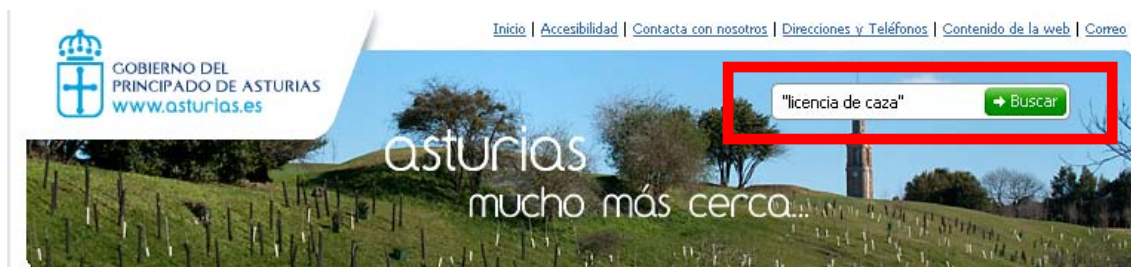 Inicio | Accesibilidad | Contacta con nosotros | Direcciones y Teléfonos | Contenido de la web | Correo
GOBIERNO DEL
PRINCIPADO DE ASTURIAS
www.asturias.es
"licencia de caza" Buscar
asturias
mucho más cerca...